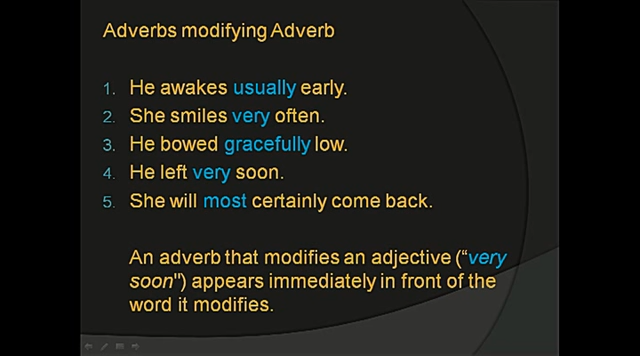 Adverbs modifying Adverb
1. He awakes usually early.
2. She smiles very often.
3. He bowed gracefully low.
4. He left very soon.
5. She will most certainly come back.
An adverb that modifies an adjective (“very
soon") appears immediately in front of the
word it modifies.